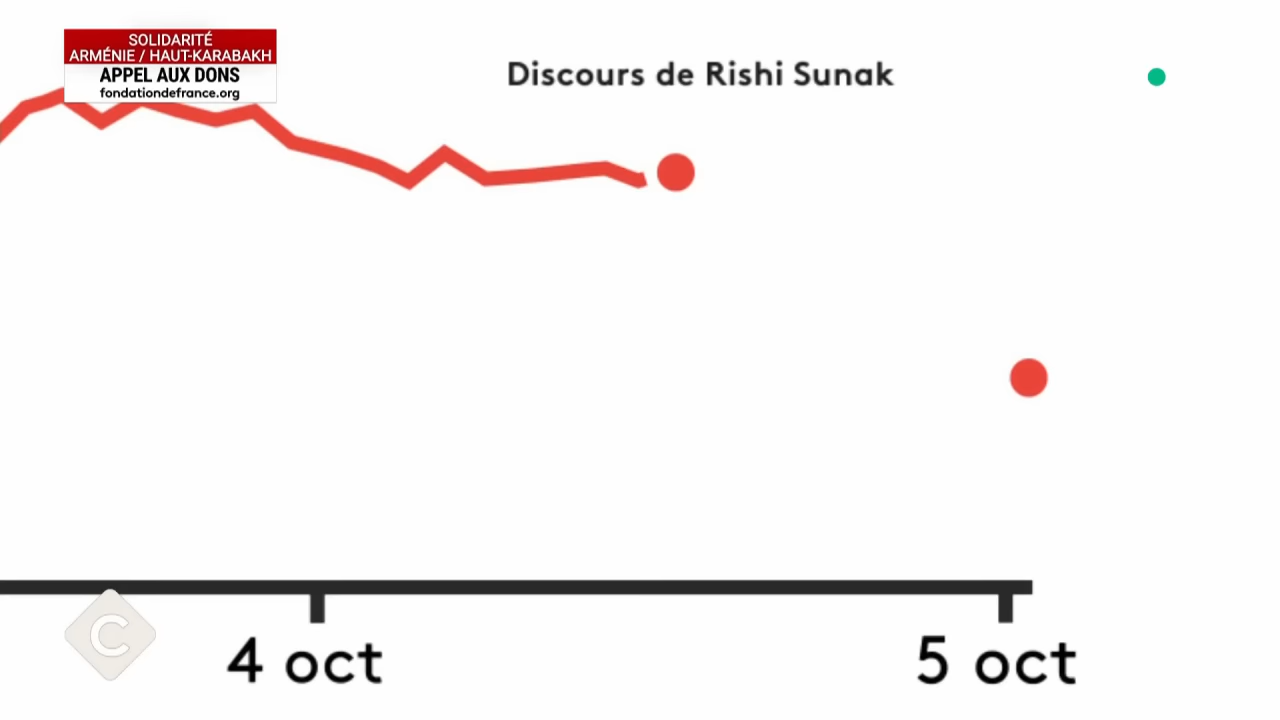 SOLIDARITÉ
ARMÉNIE / HAUT-KARABAKH
APPEL AUX DONS
fondationdefrance.org
Discours de Rishi Sunak
4 oct
5 oct
C